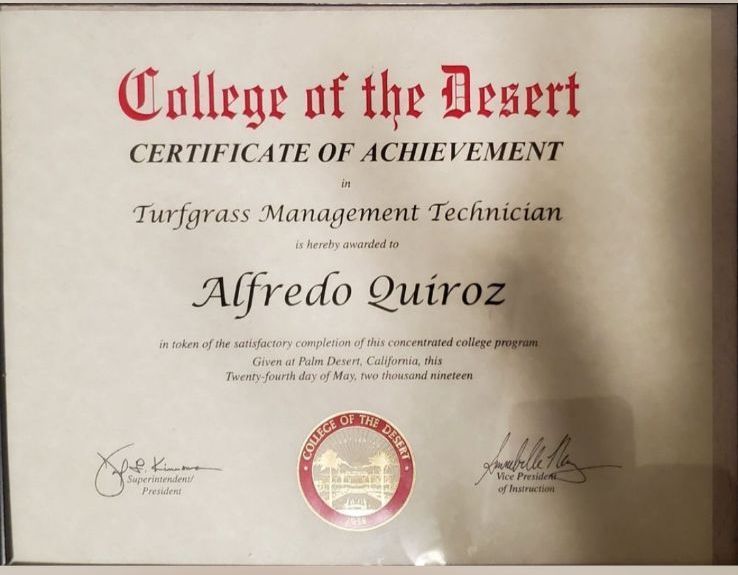 College of the Desert
CERTIFICATE OF ACHIEVEMENT
in
Turfgrass Management Technician
is hereby awarded to
Alfredo Quiroz
in token of the satisfactory completion of this concentrated college program
Given at Palm Desert, California, this
Twenty-fourth day of May, two thousand nineteen
COLLEGE OF THE DESERT
Superintendent/
President
Vice President
of Instruction